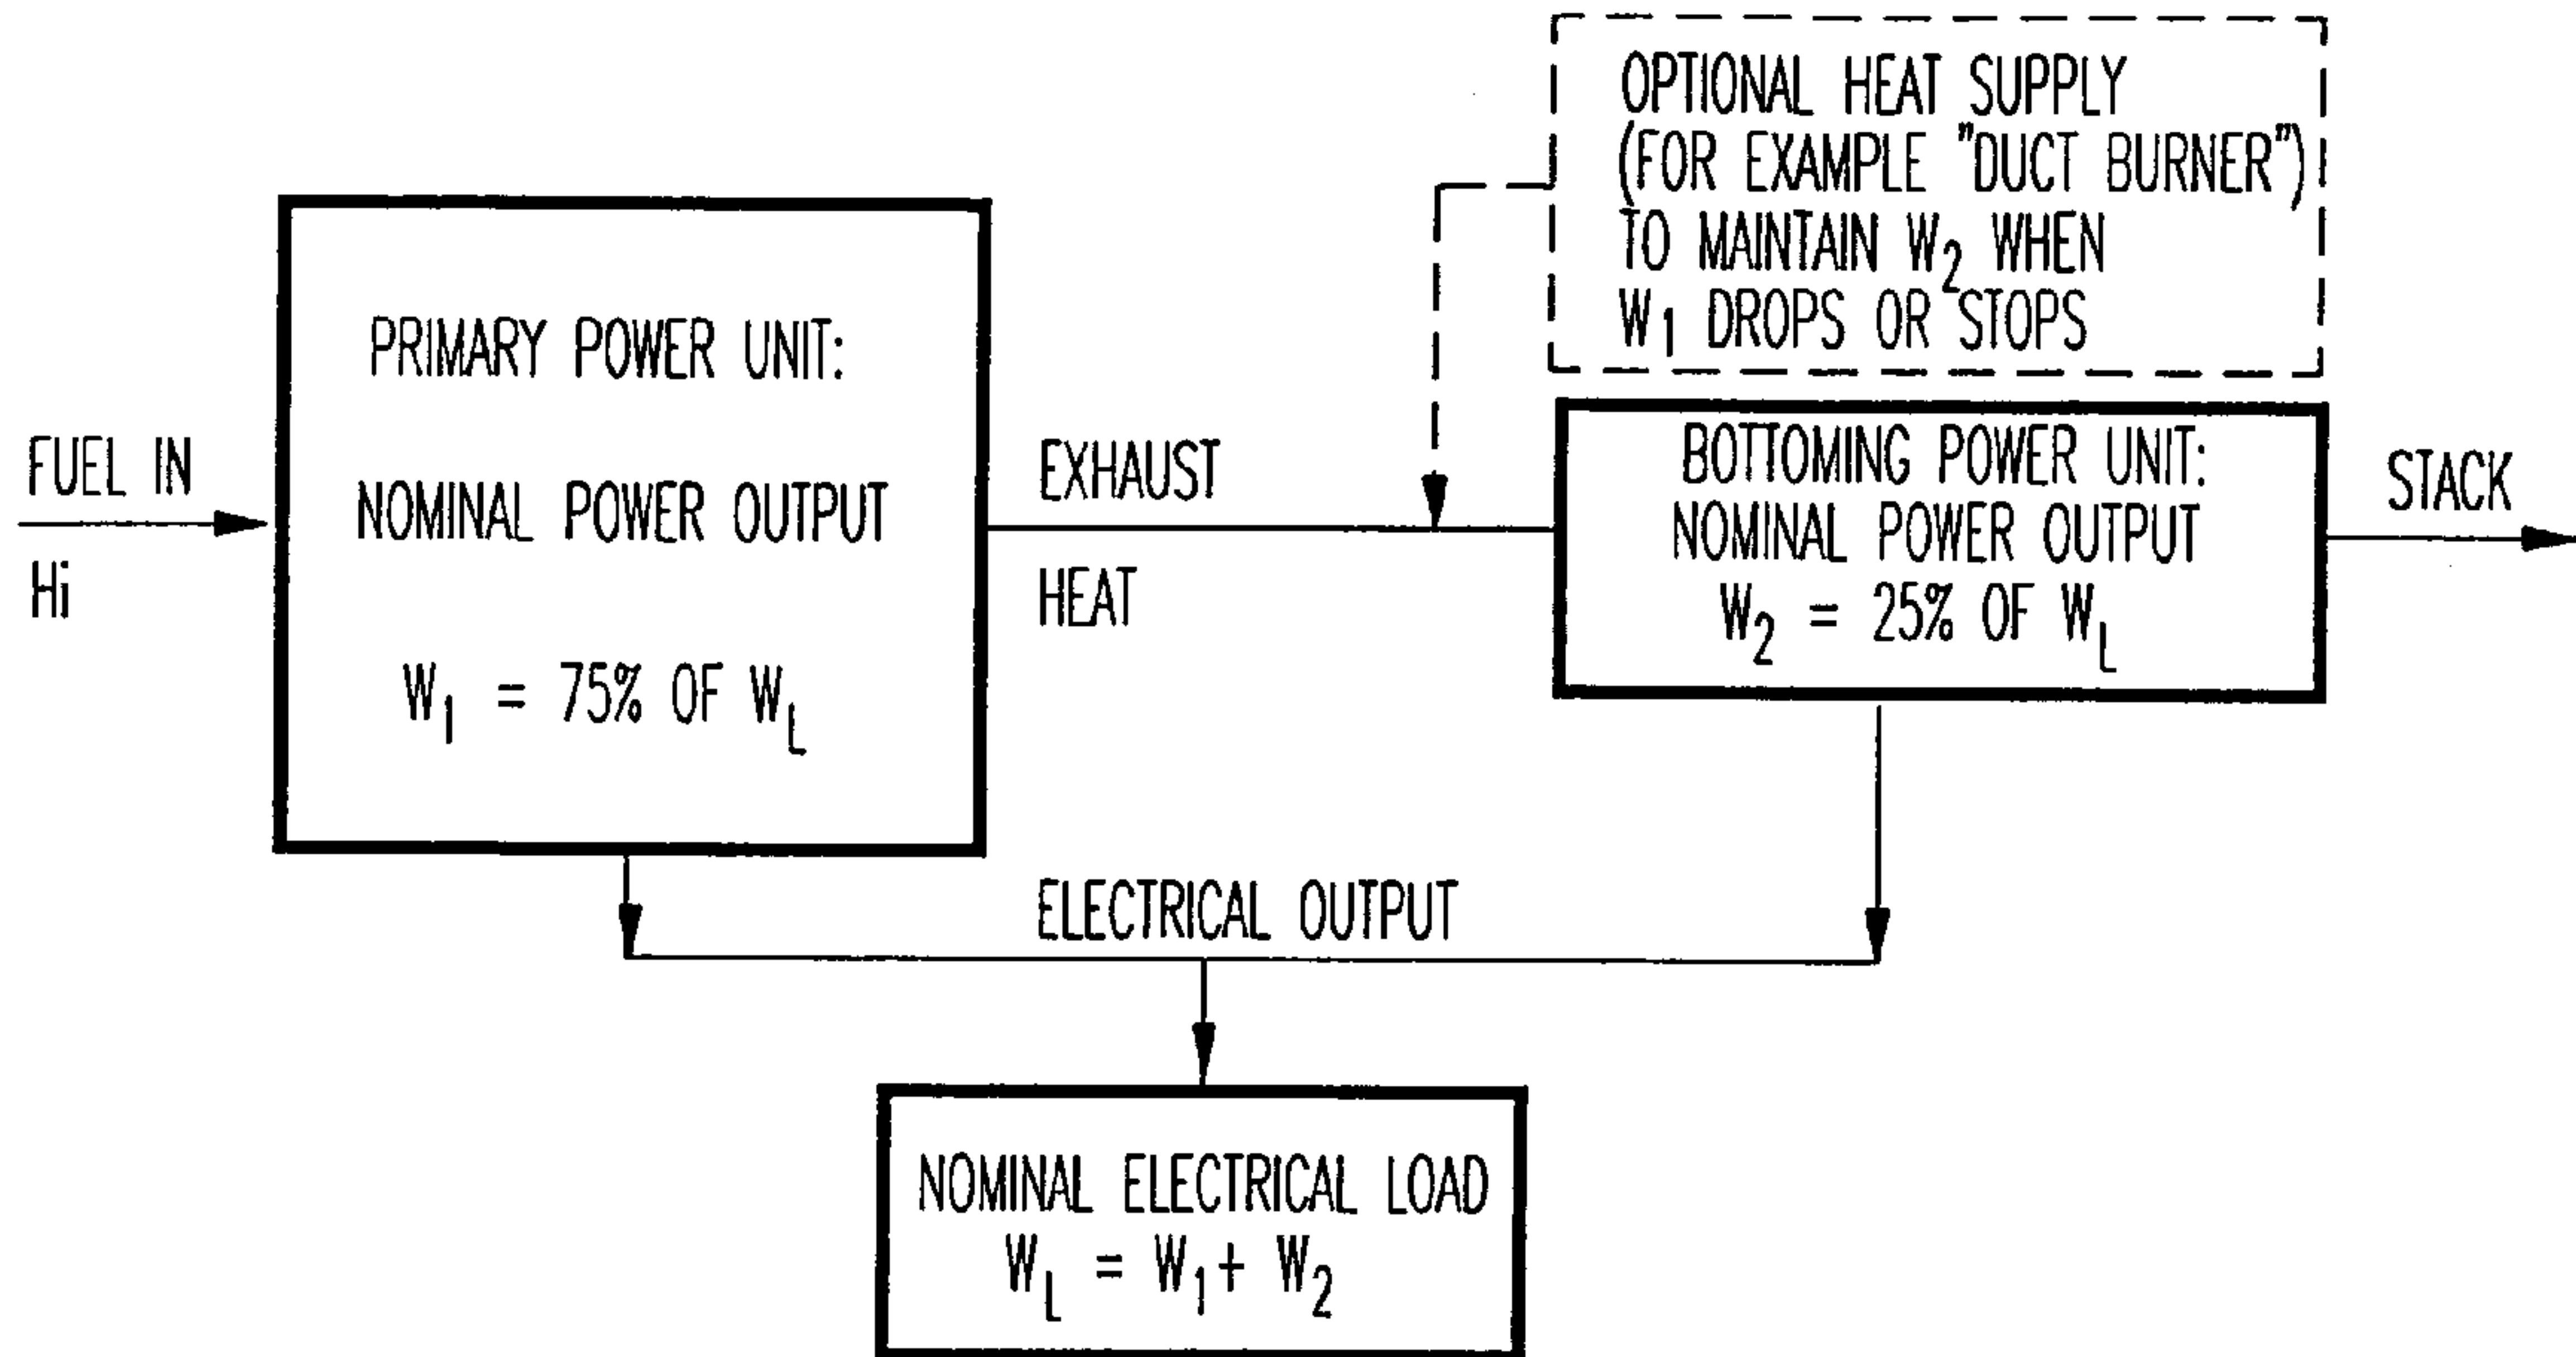 OPTIONAL HEAT SUPPLY
(FOR EXAMPLE "DUCT BURNER")
TO MAINTAIN W2 WHEN
W1 DROPS OR STOPS
FUEL IN
Hi
PRIMARY POWER UNIT:
NOMINAL POWER OUTPUT
W1 = 75% OF WL
EXHAUST
HEAT
BOTTOMING POWER UNIT:
NOMINAL POWER OUTPUT
W2 = 25% OF WL
STACK
ELECTRICAL OUTPUT
NOMINAL ELECTRICAL LOAD
WL = W1 + W2